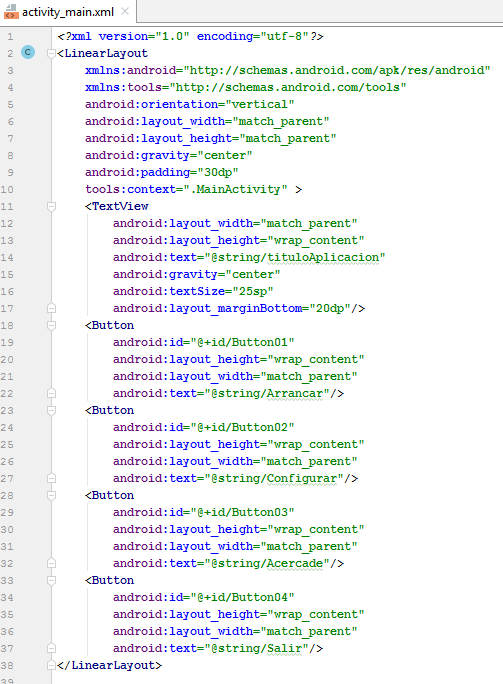 activity_main.xml
1 <?xml version="1.0" encoding="utf-8"?>
2 C <LinearLayout
3 xmlns:android="http://schemas.android.com/apk/res/android"
4 xmlns:tools="http://schemas.android.com/tools"
5 android:orientation="vertical"
6 android:layout_width="match_parent"
7 android:layout_height="match_parent"
8 android:gravity="center"
9 android:padding="30dp"
10 tools:context=".MainActivity" >
11 <TextView
12 android:layout_width="match_parent"
13 android:layout_height="wrap_content"
14 android:text="@string/tituloAplicacion"
15 android:gravity="center"
16 android:textSize="25sp"
17 android:layout_marginBottom="20dp"/>
18 <Button
19 android:id="@+id/Button01"
20 android:layout_height="wrap_content"
21 android:layout_width="match_parent"
22 android:text="@string/Arrancar"/>
23 <Button
24 android:id="@+id/Button02"
25 android:layout_height="wrap_content"
26 android:layout_width="match_parent"
27 android:text="@string/Configurar"/>
28 <Button
29 android:id="@+id/Button03"
30 android:layout_height="wrap_content"
31 android:layout_width="match_parent"
32 android:text="@string/Acercade"/>
33 <Button
34 android:id="@+id/Button04"
35 android:layout_height="wrap_content"
36 android:layout_width="match_parent"
37 android:text="@string/Salir"/>
38 </LinearLayout>
39